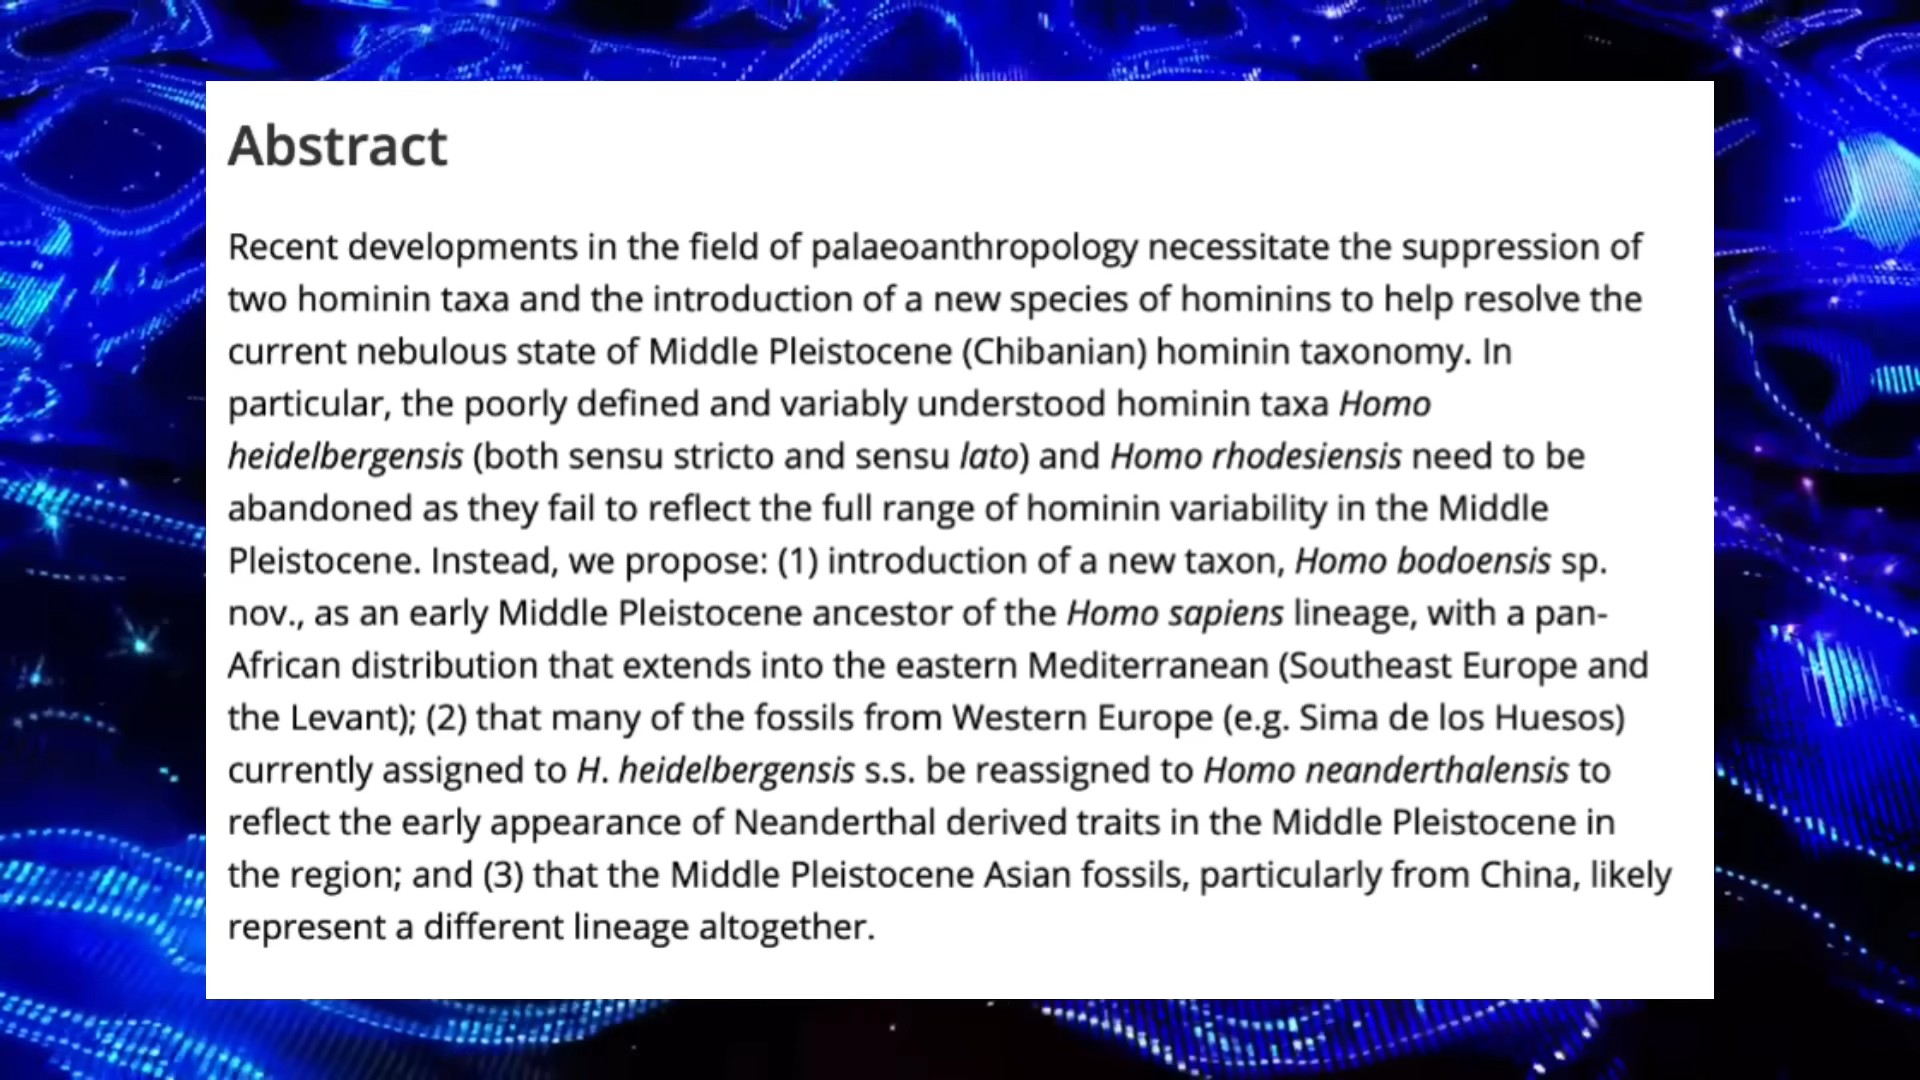 Abstract
Recent developments in the field of palaeoanthropology necessitate the suppression of
two hominin taxa and the introduction of a new species of hominins to help resolve the
current nebulous state of Middle Pleistocene (Chibanian) hominin taxonomy. In
particular, the poorly defined and variably understood hominin taxa Homo
heidelbergensis (both sensu stricto and sensu lato) and Homo rhodesiensis need to be
abandoned as they fail to reflect the full range of hominin variability in the Middle
Pleistocene. Instead, we propose: (1) introduction of a new taxon, Homo bodoensis sp.
nov., as an early Middle Pleistocene ancestor of the Homo sapiens lineage, with a pan-
African distribution that extends into the eastern Mediterranean (Southeast Europe and
the Levant); (2) that many of the fossils from Western Europe (e.g. Sima de los Huesos)
currently assigned to H. heidelbergensis s.s. be reassigned to Homo neanderthalensis to
reflect the early appearance of Neanderthal derived traits in the Middle Pleistocene in
the region; and (3) that the Middle Pleistocene Asian fossils, particularly from China, likely
represent a different lineage altogether.